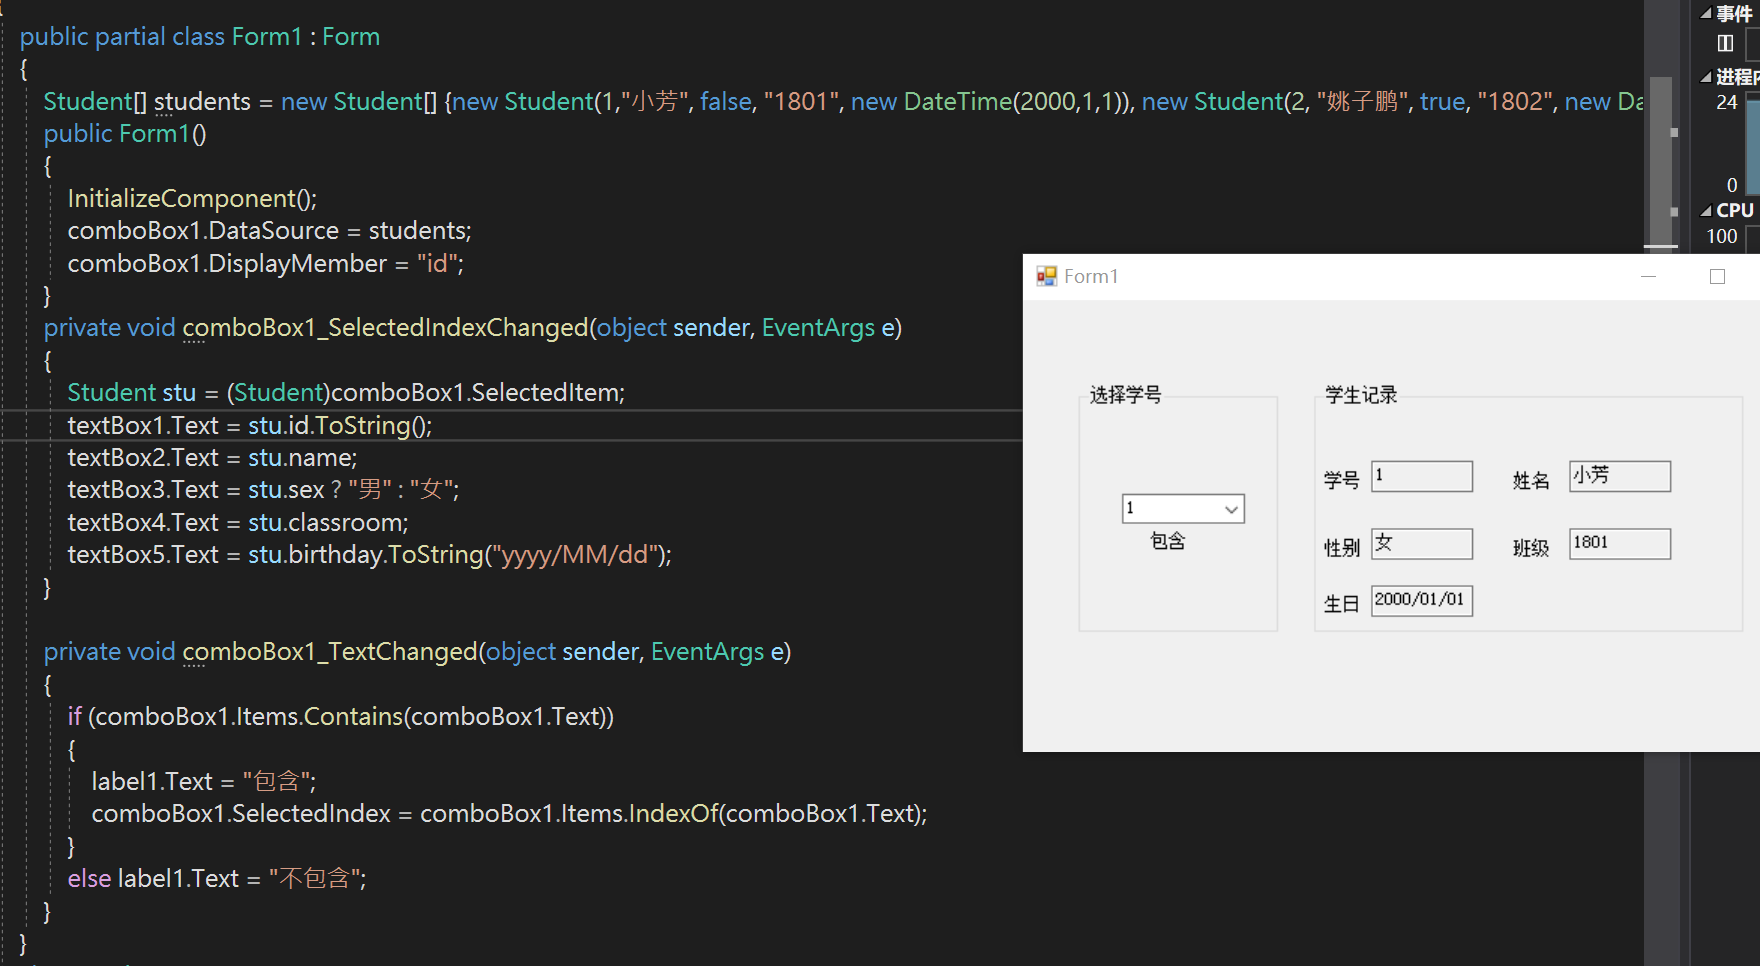 public partial class Form1 : Form
{
Student[] students = new Student[] {new Student(1,"小芳", false, "1801", new DateTime(2000,1,1)), new Student(2, "姚子鹏", true, "1802", new Da
public Form1()
{
InitializeComponent();
comboBox1.DataSource = students;
comboBox1.DisplayMember = "id";
}
private void comboBox1_SelectedIndexChanged(object sender, EventArgs e)
{
Student stu = (Student)comboBox1.SelectedItem;
textBox1.Text = stu.id.ToString();
textBox2.Text = stu.name;
textBox3.Text = stu.sex ? "男" : "女";
textBox4.Text = stu.classroom;
textBox5.Text = stu.birthday.ToString("yyyy/MM/dd");
}
private void comboBox1_TextChanged(object sender, EventArgs e)
{
if (comboBox1.Items.Contains(comboBox1.Text))
{
label1.Text = "包含";
comboBox1.SelectedIndex = comboBox1.Items.IndexOf(comboBox1.Text);
}
else label1.Text = "不包含";
}
}
事件
进程内
24
0
CPU
100
Form1
选择学号
1
包含
学生记录
学号 1 姓名 小芳
性别 女 班级 1801
生日 2000/01/01